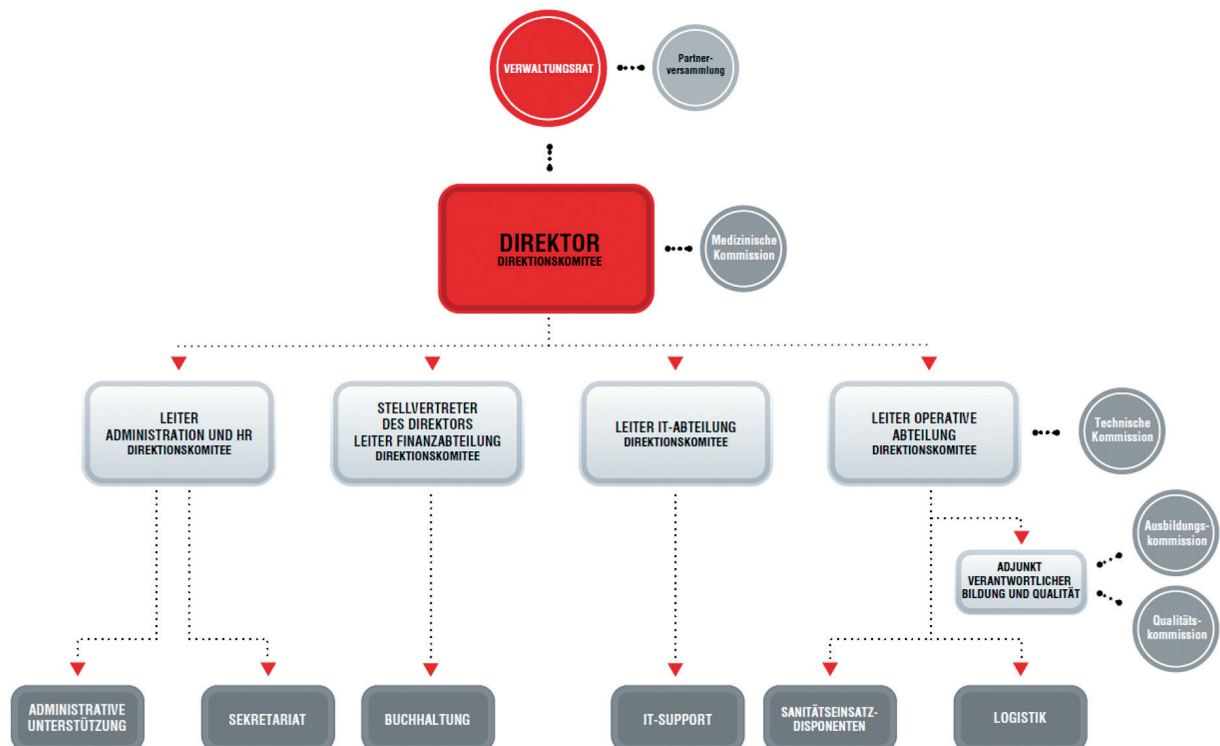 VERWALTUNGSRAT
Partner-
versammlung
DIREKTOR
DIREKTIONSKOMITEE
Medizinische
Kommission
LEITER
ADMINISTRATION UND HR
DIREKTIONSKOMITEE
STELLVERTRETER
DES DIREKTORS
LEITER FINANZABTEILUNG
DIREKTIONSKOMITEE
LEITER IT-ABTEILUNG
DIREKTIONSKOMITEE
LEITER OPERATIVE
ABTEILUNG
DIREKTIONSKOMITEE
Technische
Kommission
Ausbildungs-
kommission
ADJUNKT
VERANTWORTLICHER
BILDUNG UND QUALITÄT
Qualitäts-
kommission
ADMINISTRATIVE
UNTERSTÜTZUNG
SEKRETARIAT
BUCHHALTUNG
IT-SUPPORT
SANITÄTSEINSATZ-
DISPONENTEN
LOGISTIK